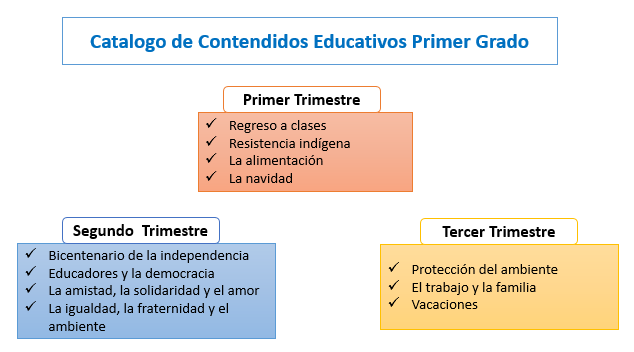 Catalogo de Contendidos Educativos Primer Grado
Primer Trimestre
✓ Regreso a clases
✓ Resistencia indígena
✓ La alimentación
✓ La navidad
Segundo Trimestre
✓ Bicentenario de la independencia
✓ Educadores y la democracia
✓ La amistad, la solidaridad y el amor
✓ La igualdad, la fraternidad y el
ambiente
Tercer Trimestre
✓ Protección del ambiente
✓ El trabajo y la familia
✓ Vacaciones